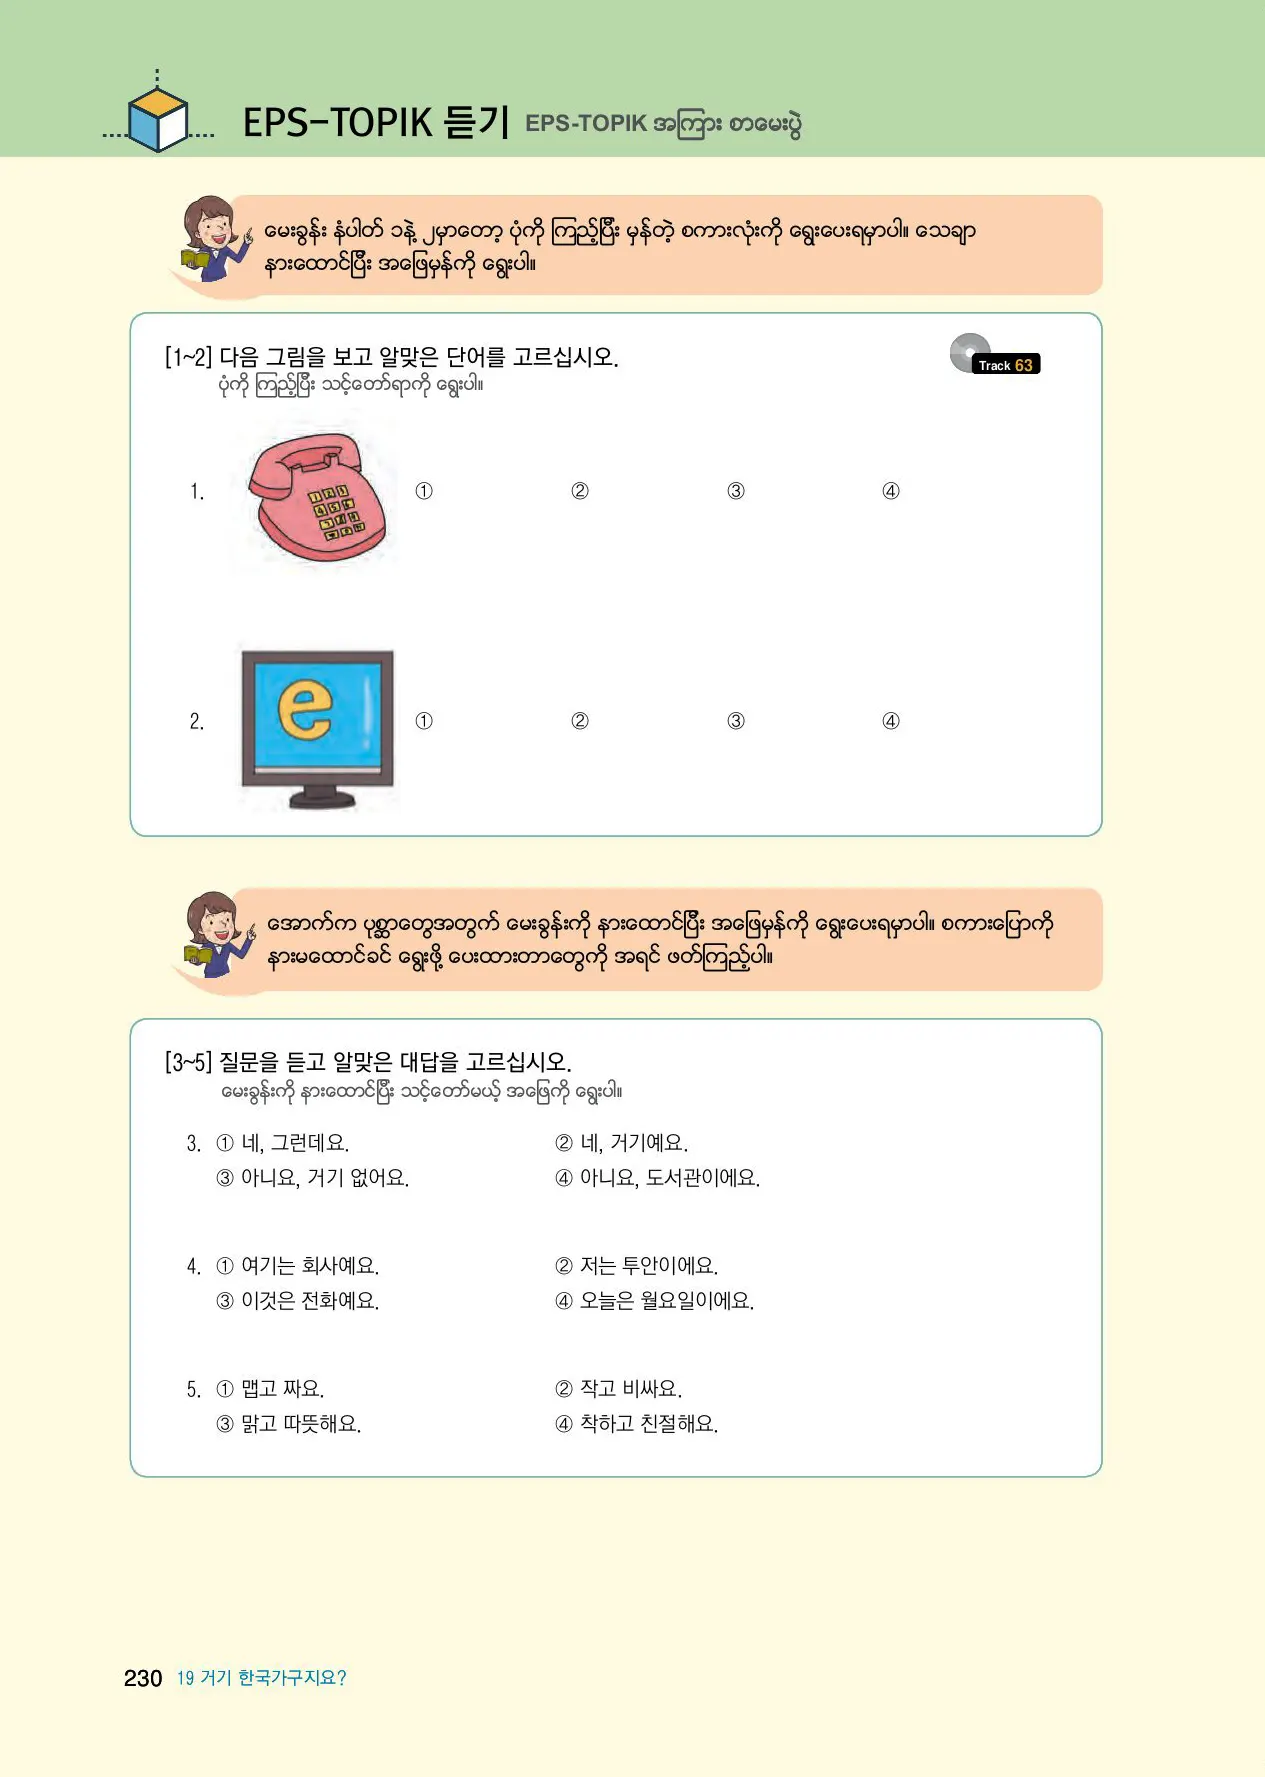 EPS-TOPIK 듣기 EPS-TOPIK အကြား စာမေးပွဲ
မေးခွန်း နံပါတ် ၁နဲ့ ၂မှာတော့ ပုံကို ကြည့်ပြီး မှန်တဲ့ စကားလုံးကို ရွေးပေးရမှာပါ။ သေချာ
နားထောင်ပြီး အဖြေမှန်ကို ရွေးပါ။
[1~2] 다음 그림을 보고 알맞은 단어를 고르십시오.
Track 63
ပုံကို ကြည့်ပြီး သင့်တော်ရာကို ရွေးပါ။
1. ① ② ③ ④
2. ① ② ③ ④
အောက်က ပုစ္ဆာတွေအတွက် မေးခွန်းကို နားထောင်ပြီး အဖြေမှန်ကို ရွေးပေးရမှာပါ။ စကားပြောကို
နားမထောင်ခင် ရွေးဖို့ ပေးထားတာတွေကို အရင် ဖတ်ကြည့်ပါ။
[3~5] 질문을 듣고 알맞은 대답을 고르십시오.
မေးခွန်းကို နားထောင်ပြီး သင့်တော်မယ့် အဖြေကို ရွေးပါ။
3. ① 네, 그런데요. ② 네, 거기예요.
③ 아니요, 거기 없어요. ④ 아니요, 도서관이에요.
4. ① 여기는 회사예요. ② 저는 투안이에요.
③ 이것은 전화예요. ④ 오늘은 월요일이에요.
5. ① 맵고 짜요. ② 작고 비싸요.
③ 맑고 따뜻해요. ④ 착하고 친절해요.
230 19 거기 한국가구지요?